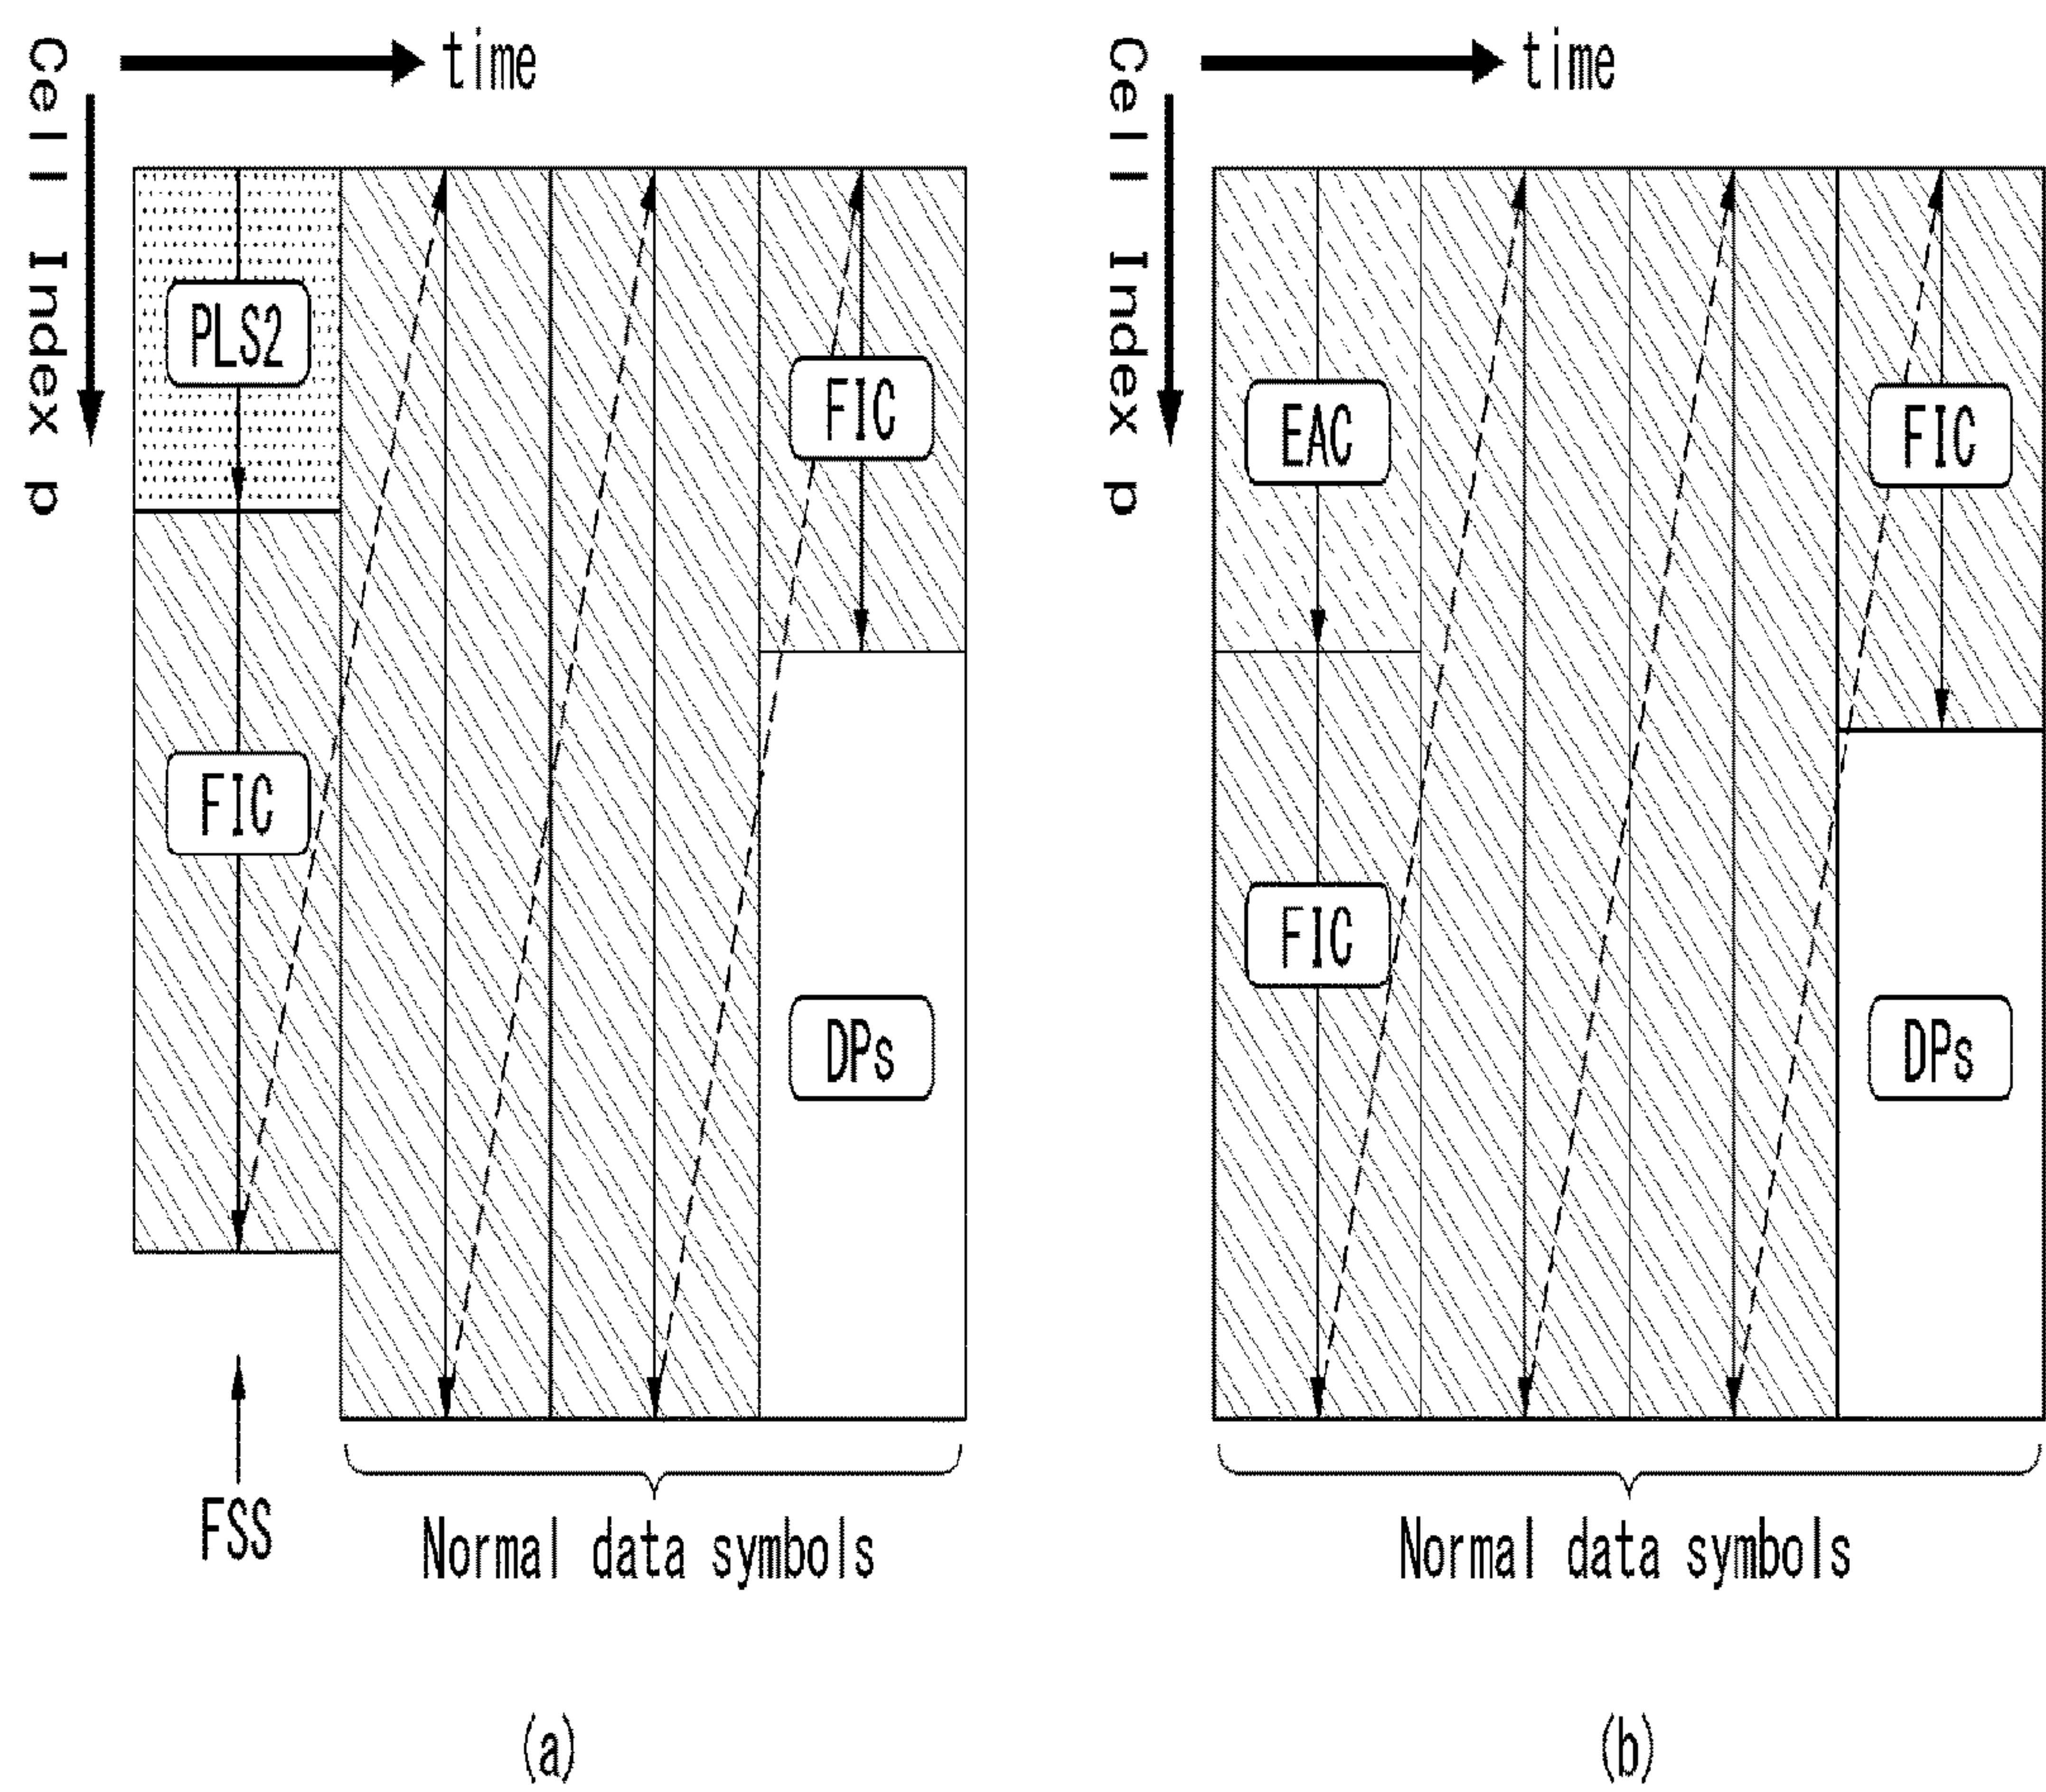 time
Cell Index p
PLS2
FIC
FIC
DPs
FSS
Normal data symbols
(a)
time
Cell Index p
EAC
FIC
FIC
DPs
Normal data symbols
(b)